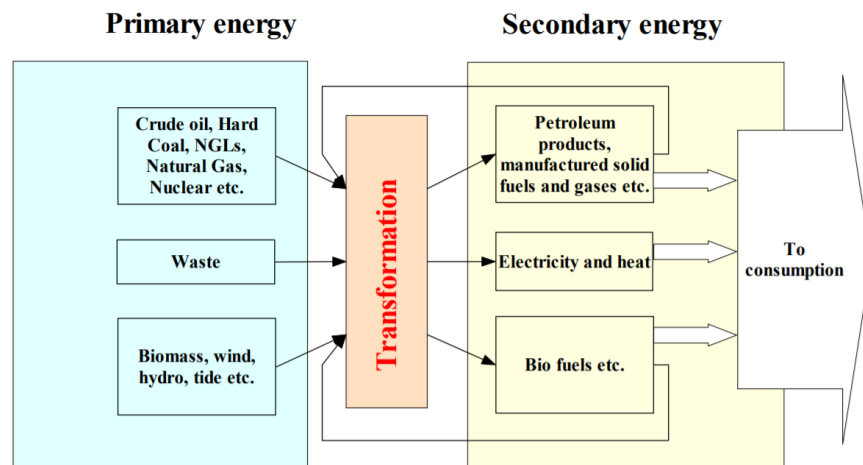 Primary energy
Secondary energy
Crude oil, Hard
Coal, NGLs,
Natural Gas,
Nuclear etc.
Waste
Biomass, wind,
hydro, tide etc.
Transformation
Petroleum
products,
manufactured solid
fuels and gases etc.
Electricity and heat
Bio fuels etc.
To
consumption